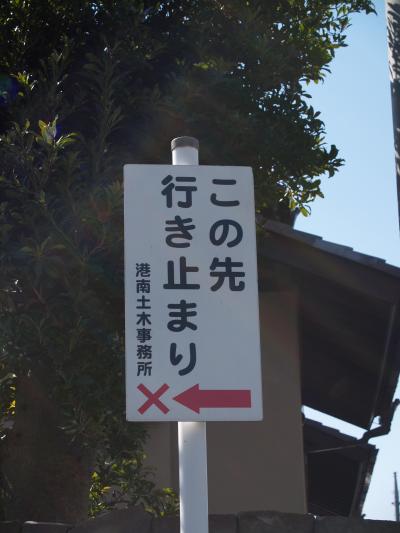 この先
行き止まり
港南土木事務所